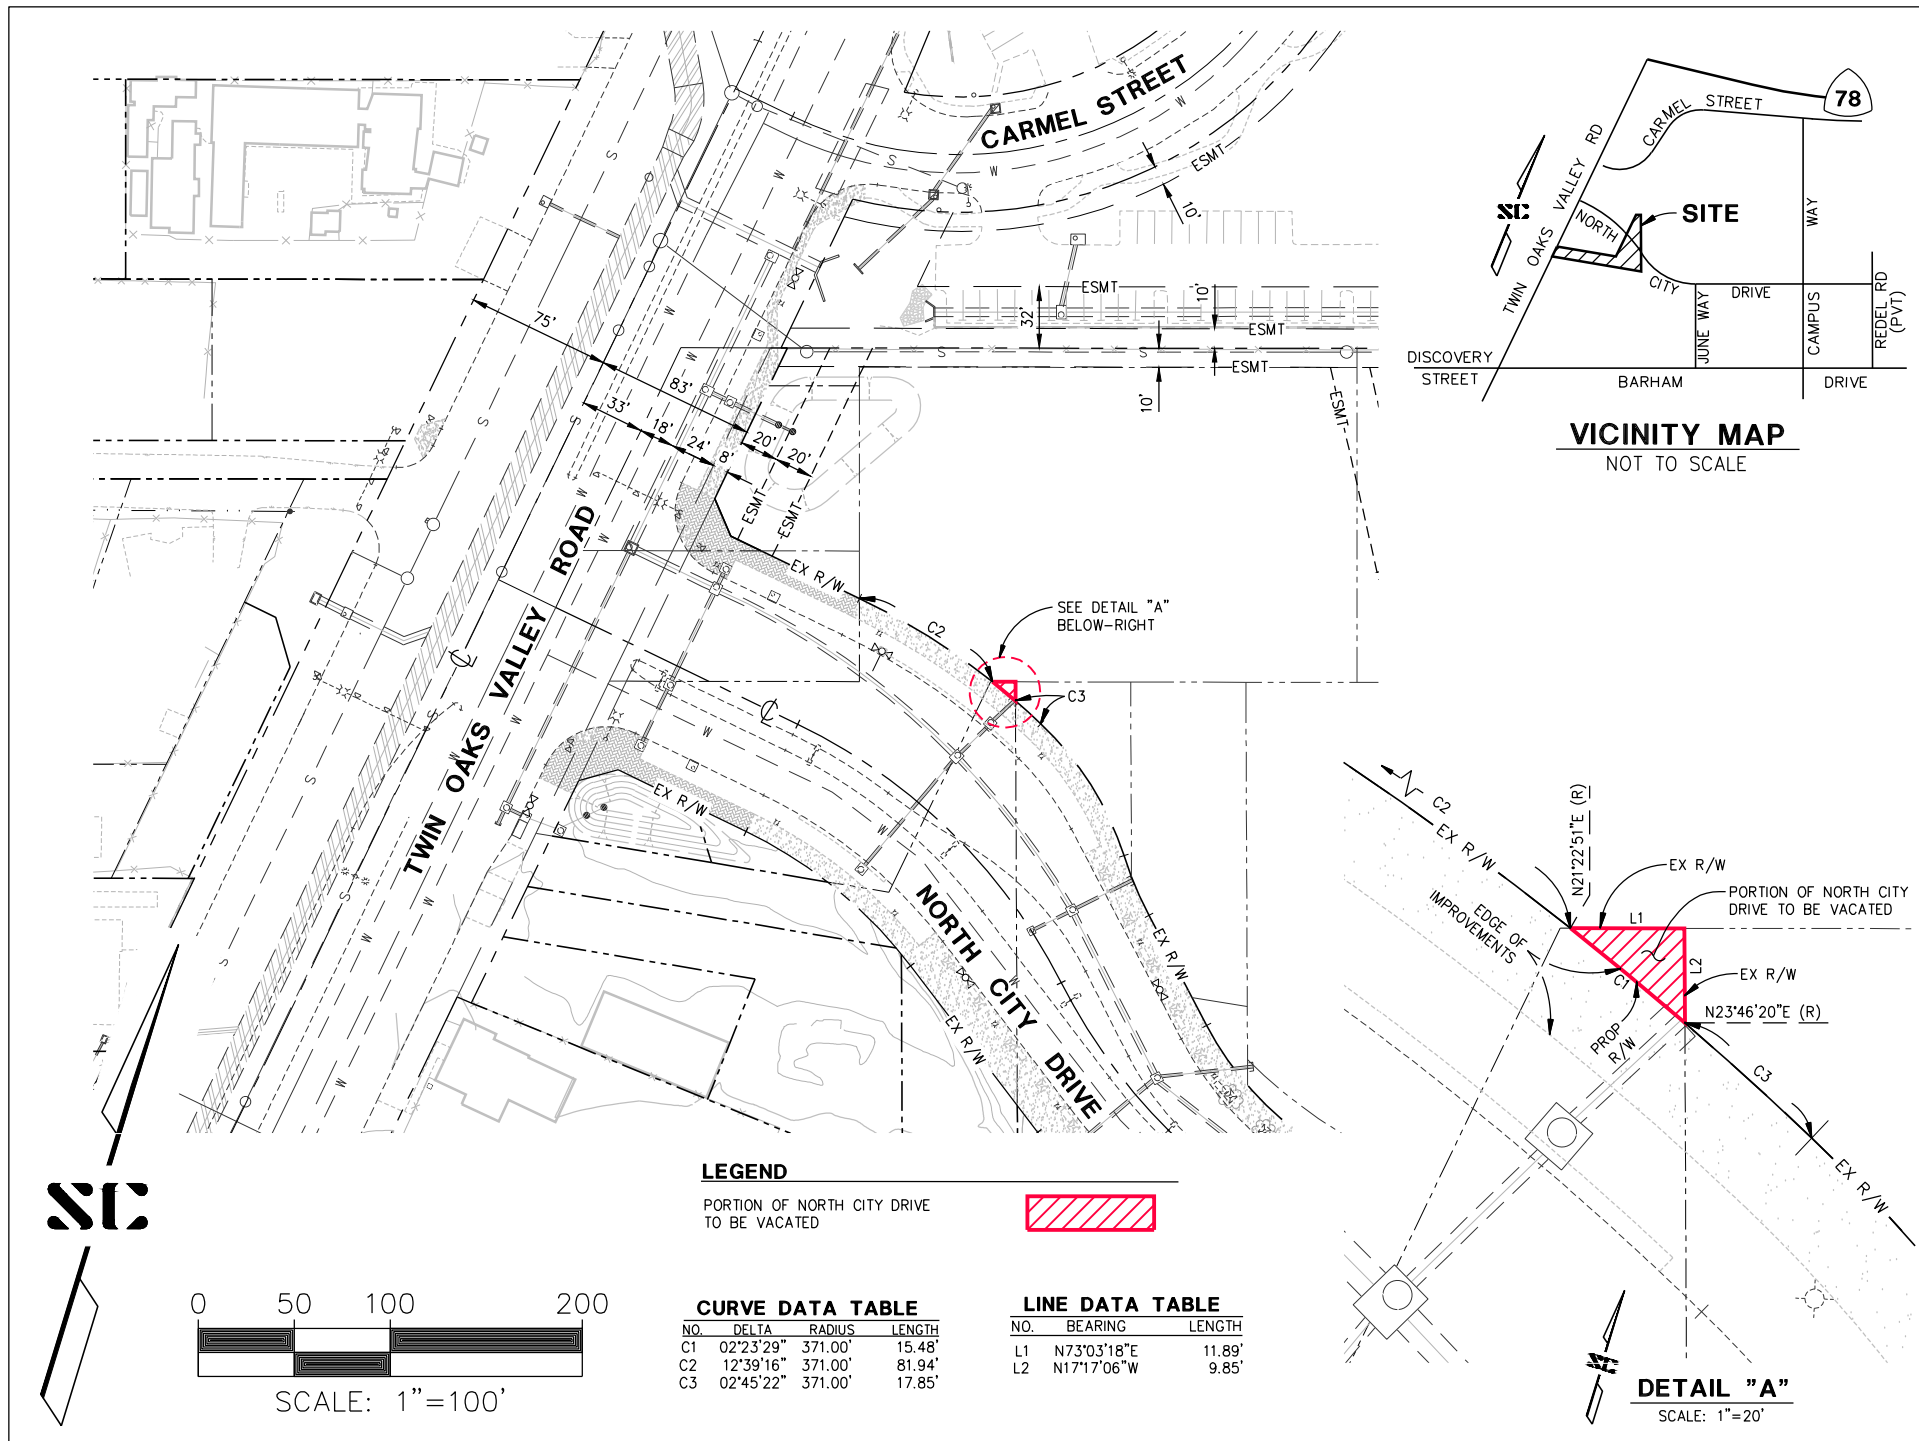 CARMEL STREET
ESMT
10'
W
S
W
75'
83'
33'
18'
24'
8'
20'
20'
ESMT
ESMT
ESMT
10'
32'
ESMT
ESMT
10'
ESMT
TWIN OAKS VALLEY ROAD
EX R/W
C2
SEE DETAIL "A"
BELOW-RIGHT
C3
EX R/W
EX R/W
EX R/W
NORTH CITY DRIVE
78
CARMEL STREET
TWIN OAKS VALLEY RD
SC
NORTH CITY DRIVE
SITE
WAY
CAMPUS
JUNE WAY
REDEL RD
(PVT)
DISCOVERY
STREET
BARHAM
DRIVE
VICINITY MAP
NOT TO SCALE
C2
EX R/W
N21°22'51"E (R)
EX R/W
L1
PORTION OF NORTH CITY
DRIVE TO BE VACATED
EDGE OF
IMPROVEMENTS
L2
EX R/W
C1
N23°46'20"E (R)
PROP
R/W
C3
EX R/W
SC
DETAIL "A"
SCALE: 1"=20'
SC
0 50 100 200
SCALE: 1"=100'
LEGEND
PORTION OF NORTH CITY DRIVE
TO BE VACATED
CURVE DATA TABLE
NO. DELTA RADIUS LENGTH
C1 02°23'29" 371.00' 15.48'
C2 12°39'16" 371.00' 81.94'
C3 02°45'22" 371.00' 17.85'
LINE DATA TABLE
NO. BEARING LENGTH
L1 N73°03'18"E 11.89'
L2 N17°17'06"W 9.85'